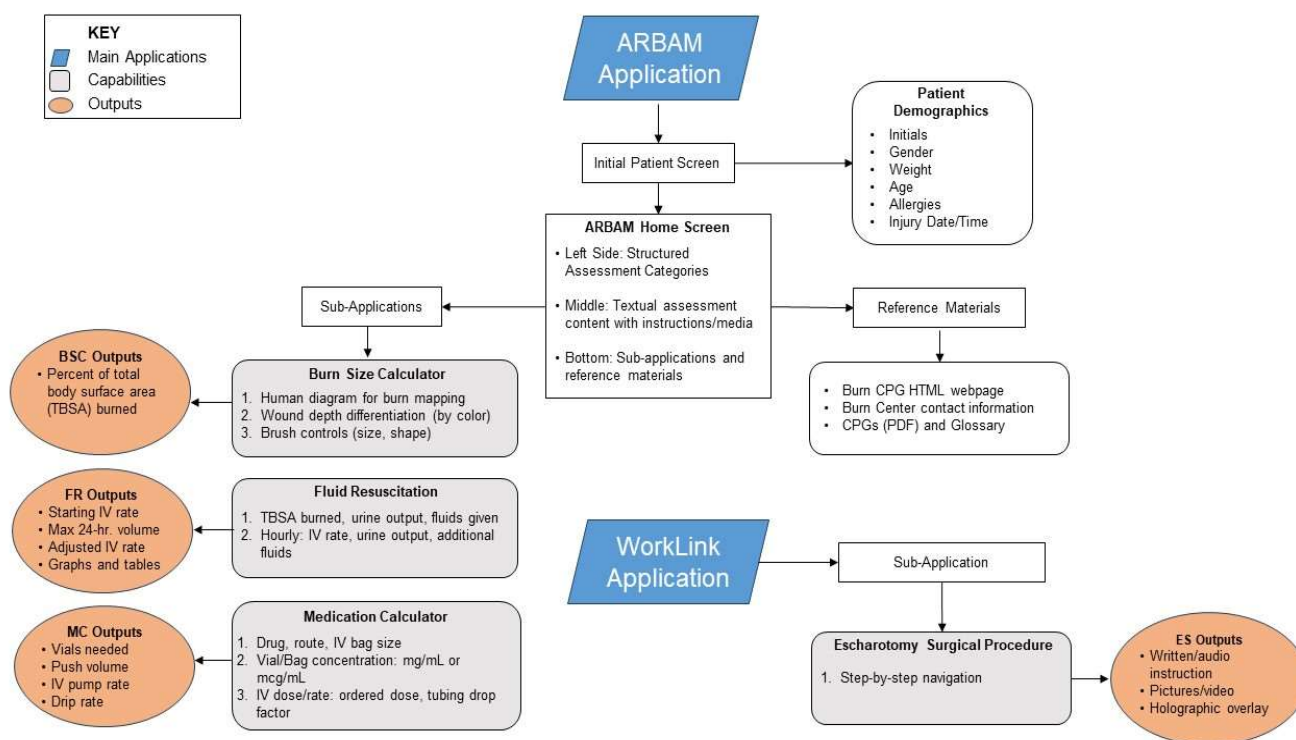 KEY
Main Applications
Capabilities
Outputs
ARBAM
Application
Initial Patient Screen
Patient
Demographics
• Initials
• Gender
• Weight
• Age
• Allergies
• Injury Date/Time
ARBAM Home Screen
• Left Side: Structured
Assessment Categories
• Middle: Textual assessment
content with instructions/media
• Bottom: Sub-applications and
reference materials
Sub-Applications
Reference Materials
• Burn CPG HTML webpage
• Burn Center contact information
• CPGs (PDF) and Glossary
BSC Outputs
• Percent of total
body surface area
(TBSA) burned
Burn Size Calculator
1. Human diagram for burn mapping
2. Wound depth differentiation (by color)
3. Brush controls (size, shape)
FR Outputs
• Starting IV rate
• Max 24-hr. volume
• Adjusted IV rate
• Graphs and tables
Fluid Resuscitation
1. TBSA burned, urine output, fluids given
2. Hourly: IV rate, urine output, additional
fluids
MC Outputs
• Vials needed
• Push volume
• IV pump rate
• Drip rate
Medication Calculator
1. Drug, route, IV bag size
2. Vial/Bag concentration: mg/mL or
mcg/mL
3. IV dose/rate: ordered dose, tubing drop
factor
WorkLink
Application
Sub-Application
Escharotomy Surgical Procedure
1. Step-by-step navigation
ES Outputs
• Written/audio
instruction
• Pictures/video
• Holographic overlay